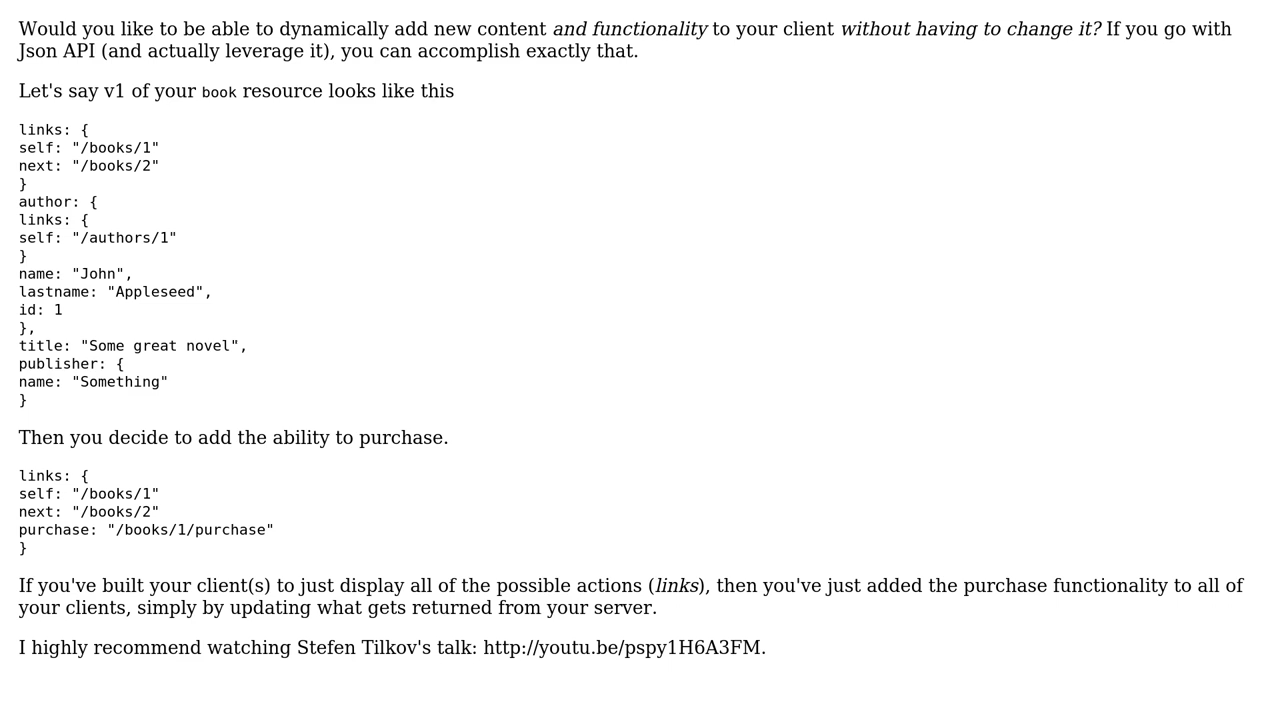 Would you like to be able to dynamically add new content and functionality to your client without having to change it? If you go with
Json API (and actually leverage it), you can accomplish exactly that.
Let's say v1 of your book resource looks like this
links: {
self: "/books/1"
next: "/books/2"
}
author: {
links: {
self: "/authors/1"
}
name: "John",
lastname: "Appleseed",
id: 1
},
title: "Some great novel",
publisher: {
name: "Something"
}
Then you decide to add the ability to purchase.
links: {
self: "/books/1"
next: "/books/2"
purchase: "/books/1/purchase"
}
If you've built your client(s) to just display all of the possible actions (links), then you've just added the purchase functionality to all of
your clients, simply by updating what gets returned from your server.
I highly recommend watching Stefen Tilkov's talk: http://youtu.be/pspy1H6A3FM.